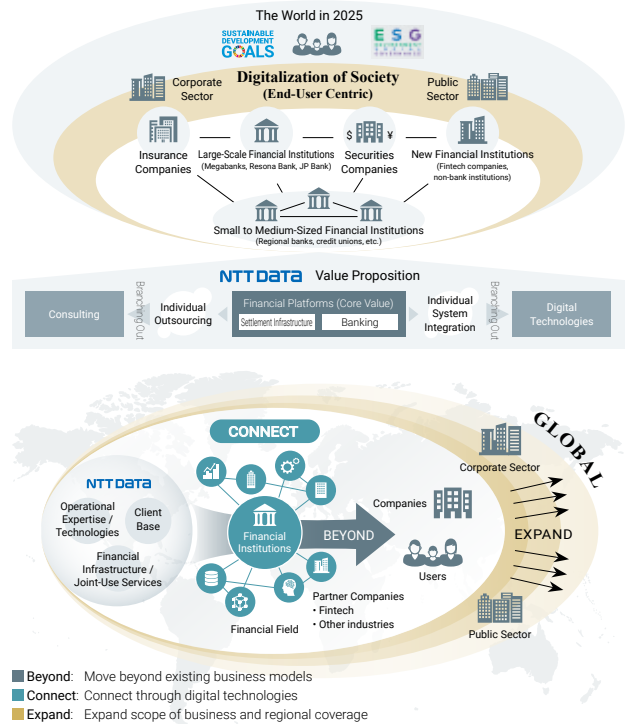 The World in 2025
SUSTAINABLE
DEVELOPMENT
GOALS
ESG
ENVIRONMENT
SOCIAL
GOVERNANCE
Digitalization of Society
(End-User Centric)
Corporate
Sector
Public
Sector
Insurance
Companies
Large-Scale Financial Institutions
(Megabanks, Resona Bank, JP Bank)
$ ¥
Securities
Companies
New Financial Institutions
(Fintech companies,
non-bank institutions)
Small to Medium-Sized Financial Institutions
(Regional banks, credit unions, etc.)
NTT DATA Value Proposition
Consulting
Branching Out
Individual
Outsourcing
Financial Platforms (Core Value)
Settlement Infrastructure
Banking
Individual
System
Integration
Branching Out
Digital
Technologies
CONNECT
GLOBAL
Corporate Sector
NTT DATA
Operational
Expertise /
Technologies
Client
Base
Financial
Infrastructure /
Joint-Use Services
Financial
Institutions
BEYOND
Companies
Users
EXPAND
Partner Companies
• Fintech
• Other industries
Financial Field
Public Sector
Beyond: Move beyond existing business models
Connect: Connect through digital technologies
Expand: Expand scope of business and regional coverage